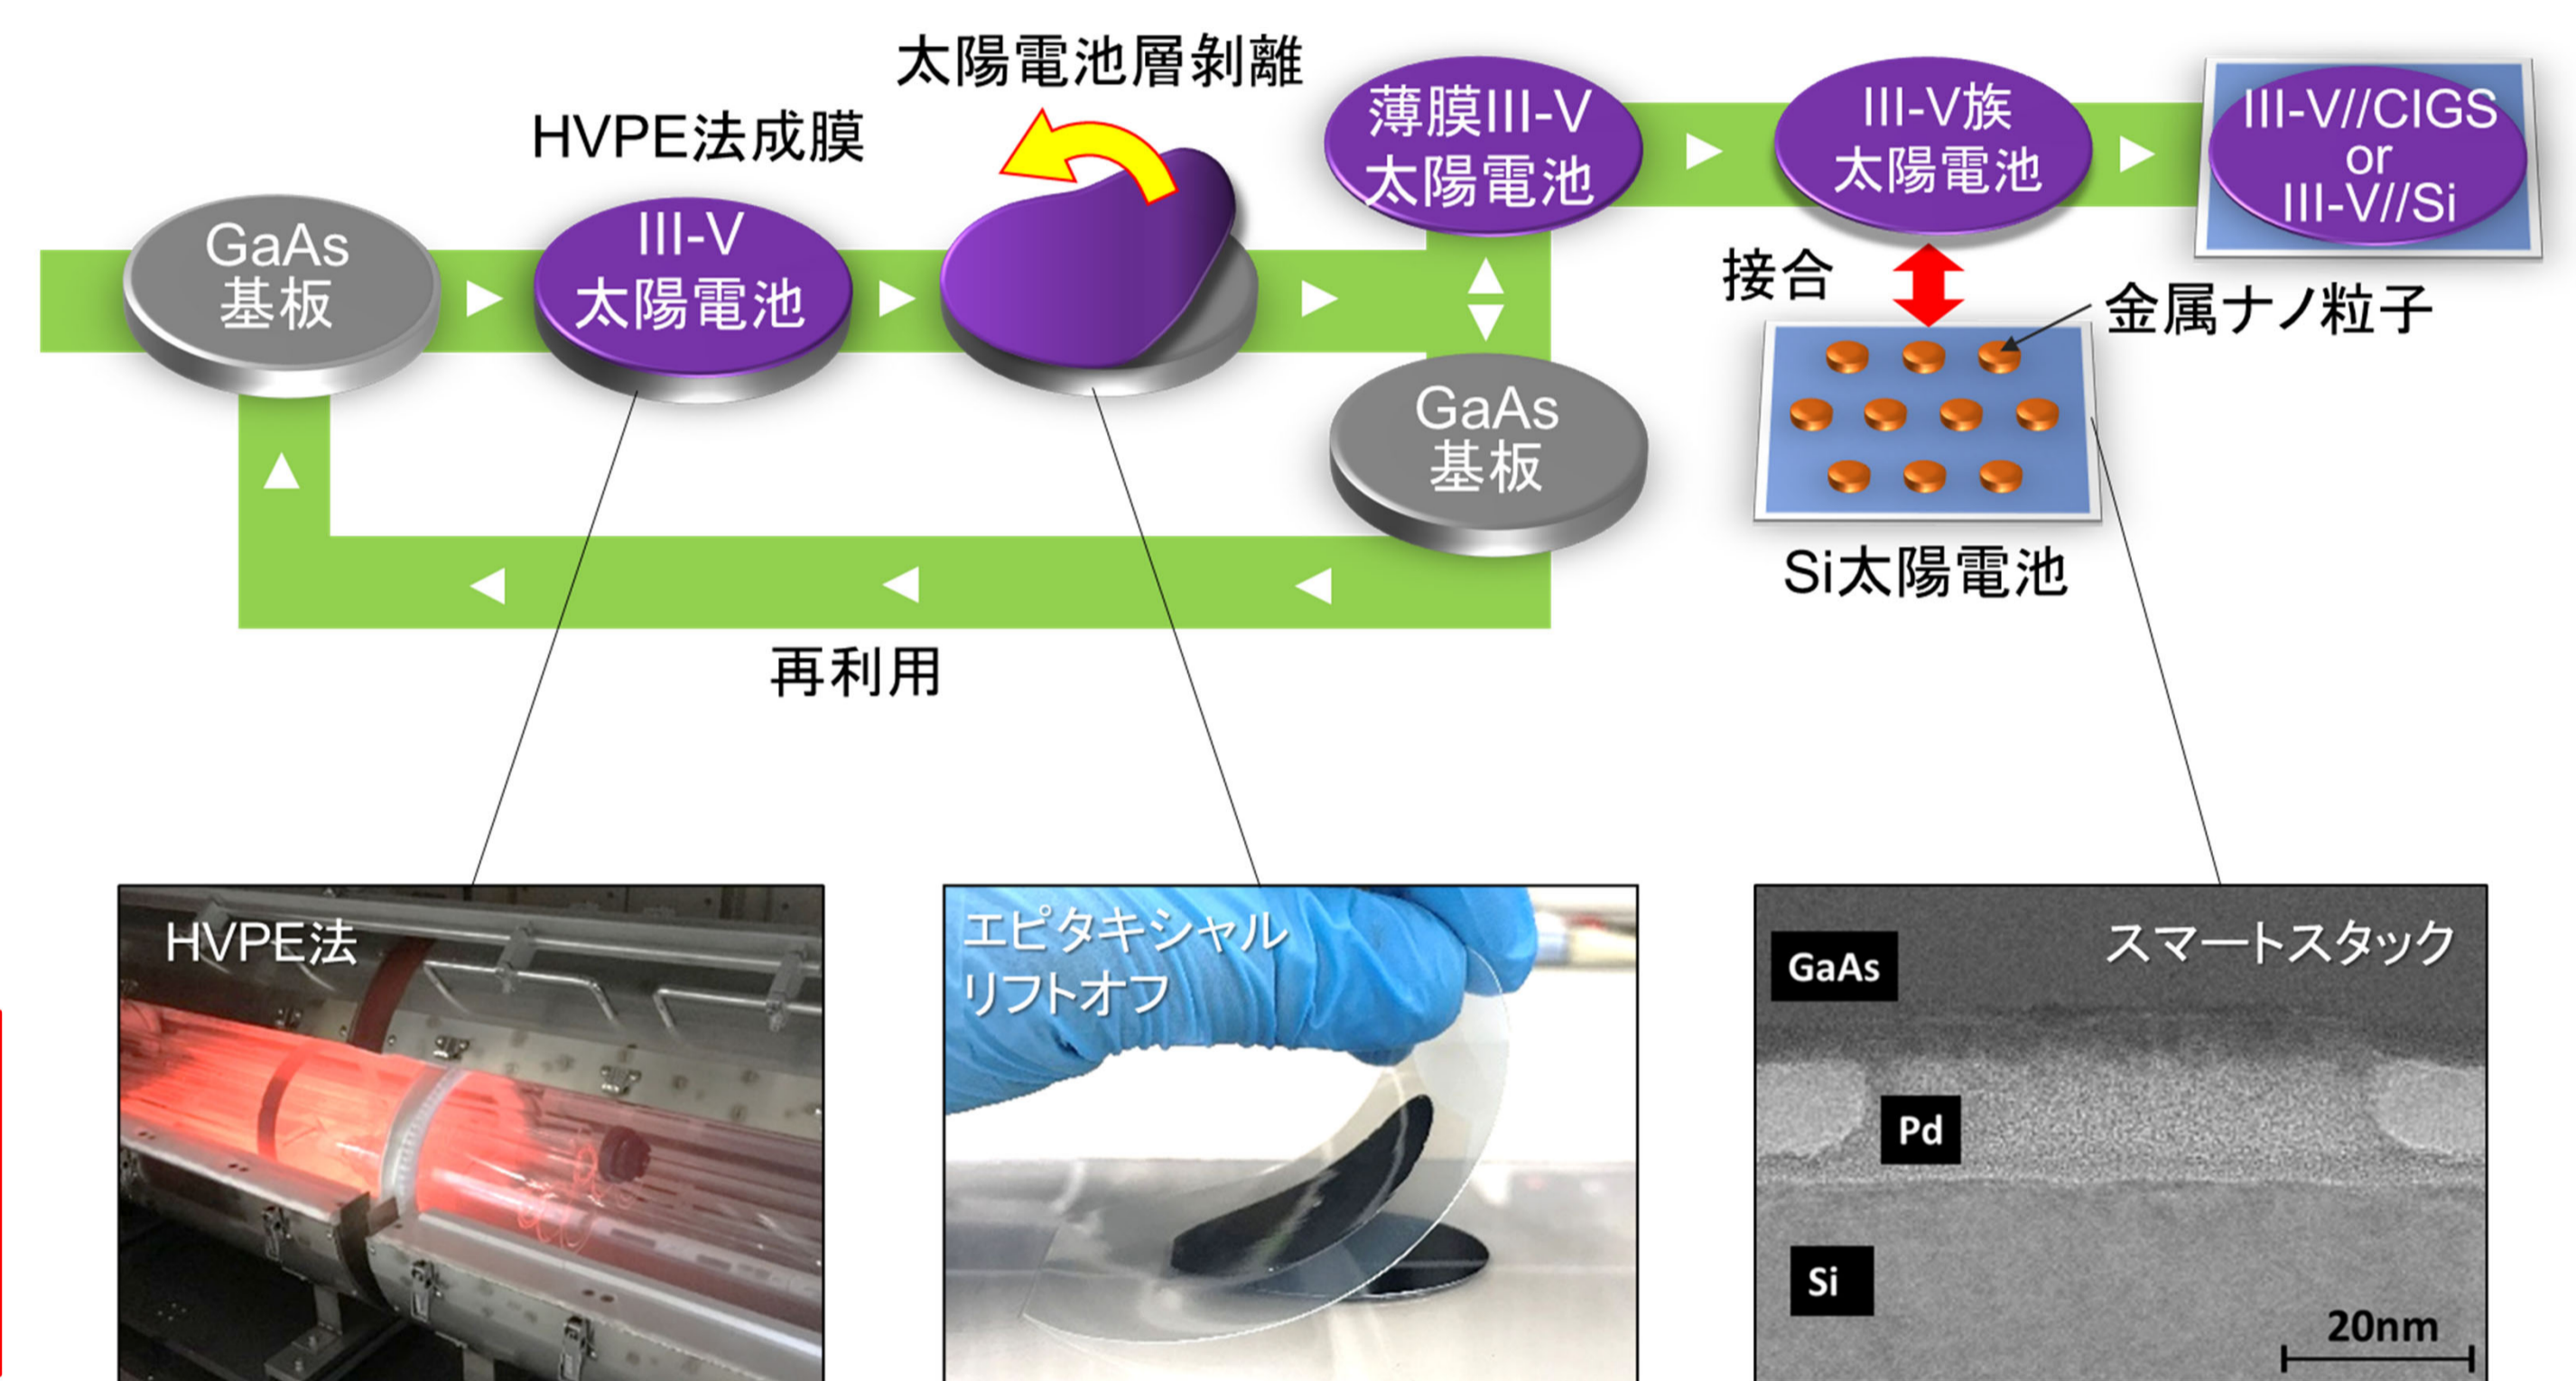 太陽電池層剝離
HVPE法成膜
GaAs
基板
III-V
太陽電池
薄膜III-V
太陽電池
GaAs
基板
再利用
III-V族
太陽電池
接合
金属ナノ粒子
Si太陽電池
III-V//CIGS
or
III-V//Si
HVPE法
エピタキシャル
リフトオフ
スマートスタック
GaAs
Pd
Si
20nm